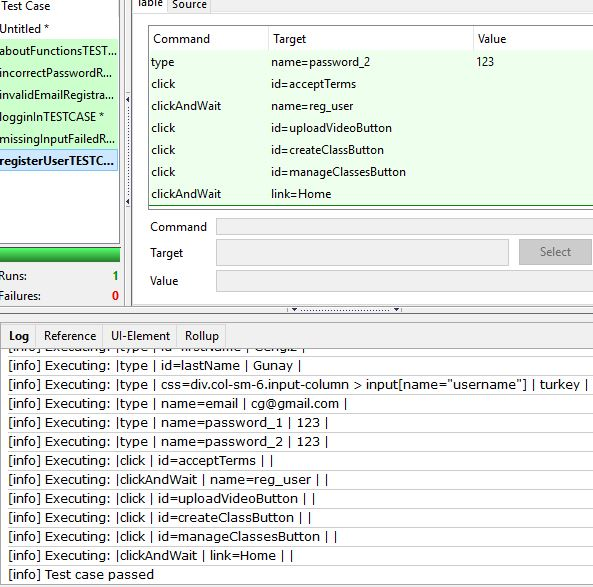 Test Case
Table Source
Untitled *
aboutFunctionsTEST...
incorrectPasswordR...
invalidEmailRegistra...
logginInTESTCASE *
missingInputFailedR...
registerUserTESTC...
Runs: 1
Failures: 0
Command Target Value
type name=password_2 123
click id=acceptTerms
clickAndWait name=reg_user
click id=uploadVideoButton
click id=createClassButton
click id=manageClassesButton
clickAndWait link=Home
Command
Target Select
Value
Log Reference UI-Element Rollup
[info] Executing: |type | id=firstName | Cengiz |
[info] Executing: |type | id=lastName | Gunay |
[info] Executing: |type | css=div.col-sm-6.input-column > input[name="username"] | turkey |
[info] Executing: |type | name=email | cg@gmail.com |
[info] Executing: |type | name=password_1 | 123 |
[info] Executing: |type | name=password_2 | 123 |
[info] Executing: |click | id=acceptTerms | |
[info] Executing: |clickAndWait | name=reg_user | |
[info] Executing: |click | id=uploadVideoButton | |
[info] Executing: |click | id=createClassButton | |
[info] Executing: |click | id=manageClassesButton | |
[info] Executing: |clickAndWait | link=Home | |
[info] Test case passed